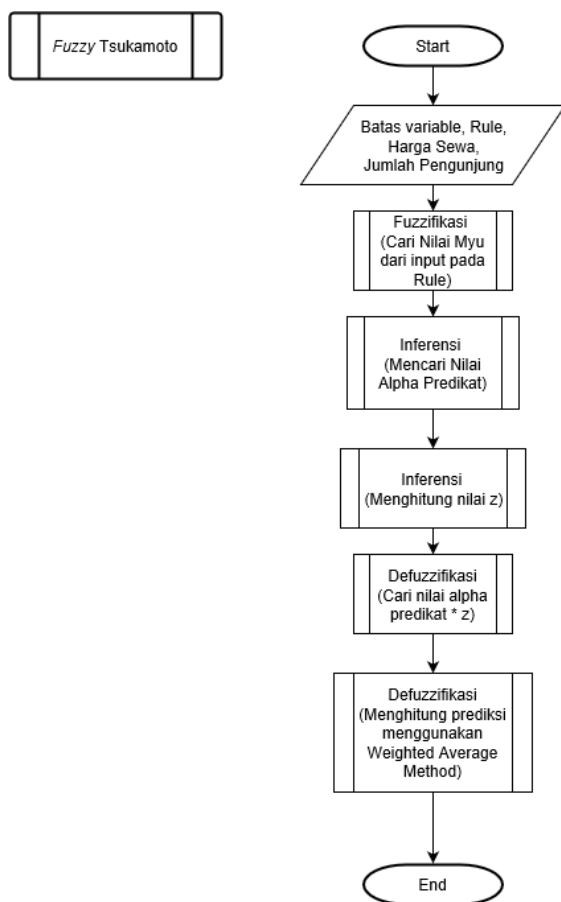 Fuzzy Tsukamoto
Start
Batas variable, Rule,
Harga Sewa,
Jumlah Pengunjung
Fuzzifikasi
(Cari Nilai Myu
dari input pada
Rule)
Inferensi
(Mencari Nilai
Alpha Predikat)
Inferensi
(Menghitung nilai z)
Defuzzifikasi
(Cari nilai alpha
predikat * z)
Defuzzifikasi
(Menghitung prediksi
menggunakan
Weighted Average
Method)
End